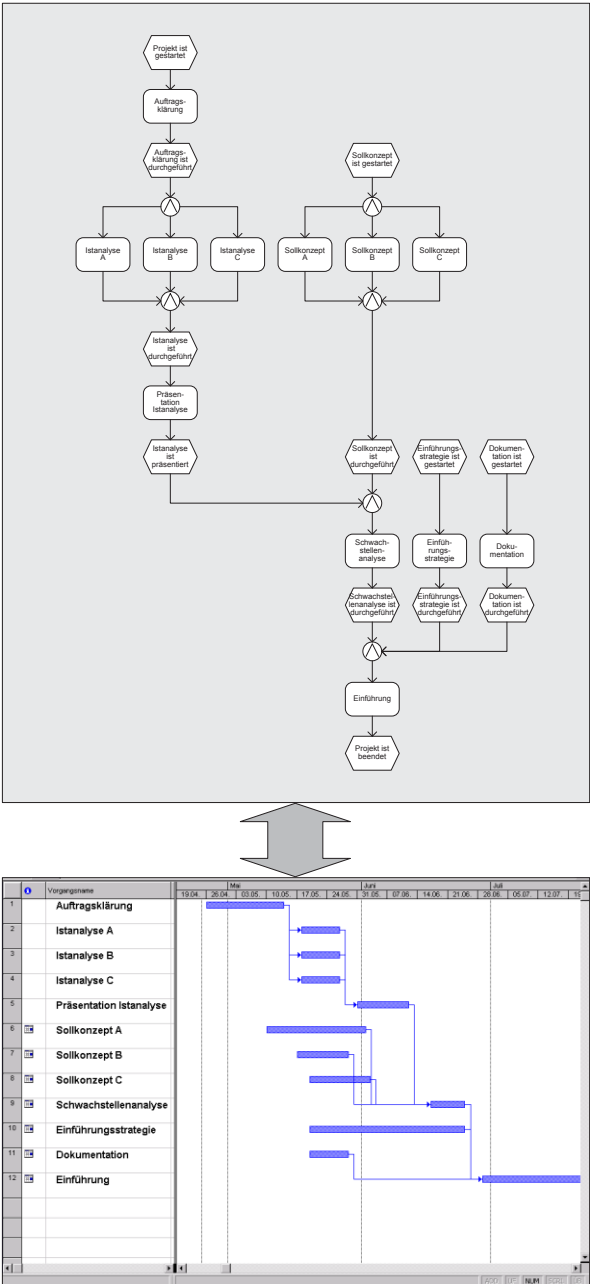 Projekt ist
gestartet
Auftrags-
klärung
Auftrags-
klärung ist
durchgeführt
Sollkonzept
ist gestartet
Istanalyse
A
Istanalyse
B
Istanalyse
C
Sollkonzept
A
Sollkonzept
B
Sollkonzept
C
Istanalyse
ist
durchgeführt
Präsen-
tation
Istanalyse
Istanalyse
ist
präsentiert
Sollkonzept
ist
durchgeführt
Einführungs-
strategie ist
gestartet
Dokumen-
tation ist
gestartet
Schwach-
stellen-
analyse
Einfüh-
rungs-
strategie
Doku-
mentation
Schwachstel-
lenanalyse ist
durchgeführt
Einführungs-
strategie ist
durchgeführt
Dokumen-
tation ist
durchgeführt
Einführung
Projekt ist
beendet
Vorgangsname
Mai Juni Juli
19.04. 26.04. 03.05. 10.05. 17.05. 24.05. 31.05. 07.06. 14.06. 21.06. 28.06. 05.07. 12.07. 19
1 Auftragsklärung
2 Istanalyse A
3 Istanalyse B
4 Istanalyse C
5 Präsentation Istanalyse
6 Sollkonzept A
7 Sollkonzept B
8 Sollkonzept C
9 Schwachstellenanalyse
10 Einführungsstrategie
11 Dokumentation
12 Einführung
NUM